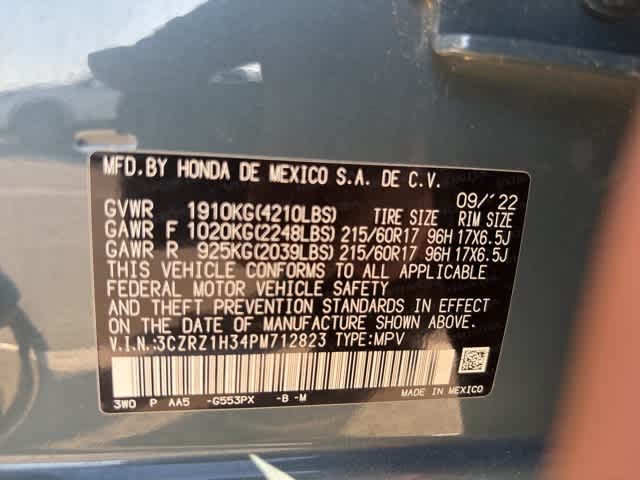 MFD.BY HONDA DE MEXICO S.A. DE C.V.
09/'22
GVWR 1910KG(4210LBS) TIRE SIZE RIM SIZE
GAWR F 1020KG(2248LBS) 215/60R17 96H 17X6.5J
GAWR R 925KG(2039LBS) 215/60R17 96H 17X6.5J
THIS VEHICLE CONFORMS TO ALL APPLICABLE
FEDERAL MOTOR VEHICLE SAFETY
AND THEFT PREVENTION STANDARDS IN EFFECT
ON THE DATE OF MANUFACTURE SHOWN ABOVE.
V.I.N.:3CZRZ1H34PM712823 TYPE:MPV
3W0 P AA5 -G553PX -B -M MADE IN MEXICO